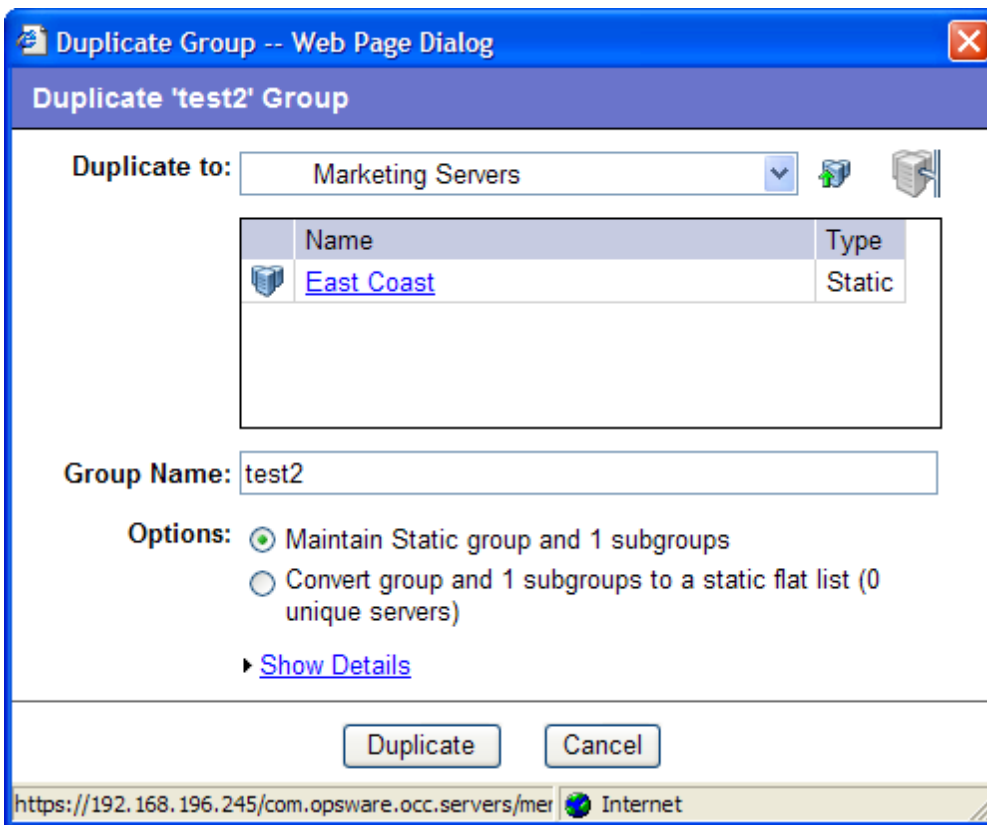 Duplicate Group -- Web Page Dialog
Duplicate 'test2' Group
Duplicate to: Marketing Servers
Name Type
East Coast Static
Group Name: test2
Options: Maintain Static group and 1 subgroups
Convert group and 1 subgroups to a static flat list (0
unique servers)
Show Details
Duplicate Cancel
https://192.168.196.245/com.opsware.occ.servers/mer Internet